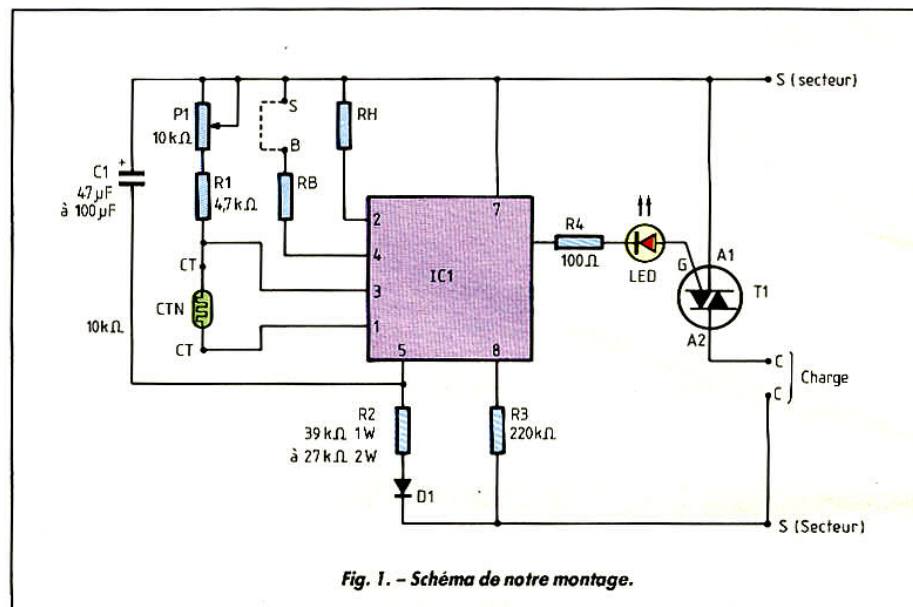 S (secteur)
P1
10kΩ
S
B
RH
C1
+
47µF
à 100µF
R1
4,7kΩ
RB
2
7
4
IC1
3
1
5
8
R4
100Ω
LED
G
A1
T1
A2
CT
CTN
10kΩ
CT
C
Charge
C
R2
39kΩ 1W
à 27kΩ 2W
R3
220kΩ
D1
S (Secteur)
Fig. 1. – Schéma de notre montage.